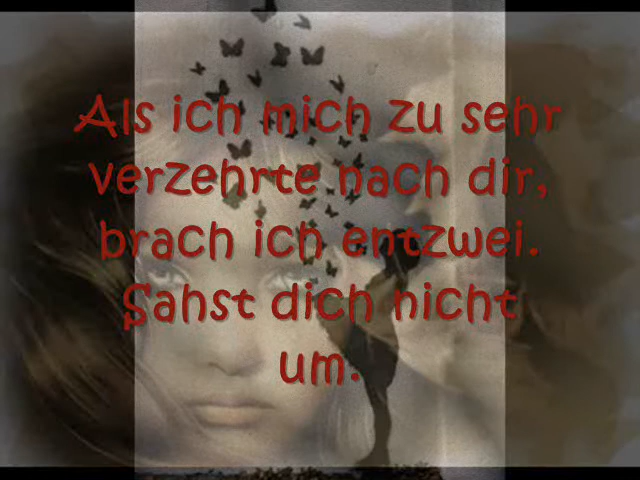 Als ich mich zu sehr
verzehrte nach dir,
brach ich entzwei.
Sahst dich nicht
um.